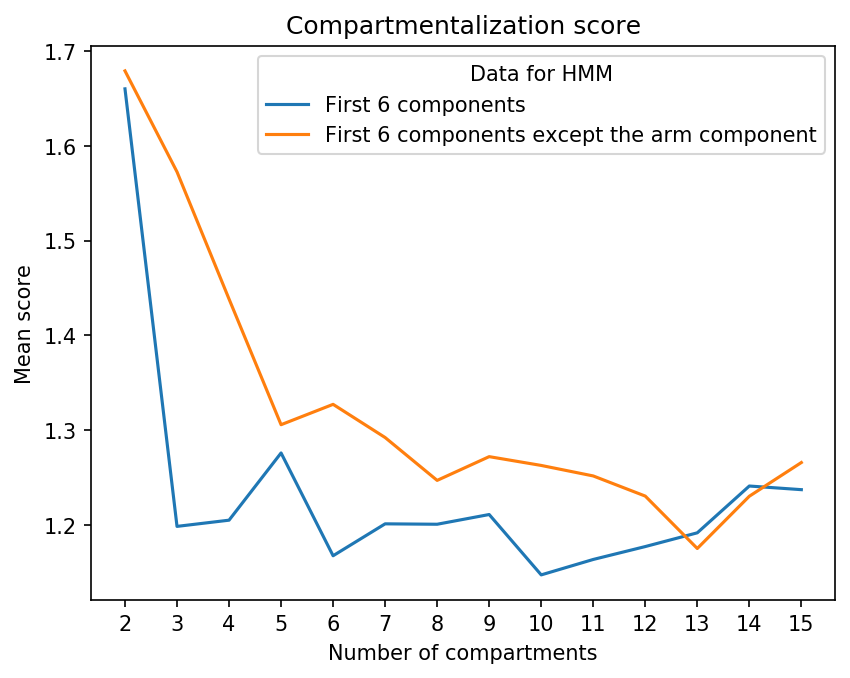 Compartmentalization score
Data for HMM
First 6 components
First 6 components except the arm component
Mean score
1.7
1.6
1.5
1.4
1.3
1.2
2 3 4 5 6 7 8 9 10 11 12 13 14 15
Number of compartments